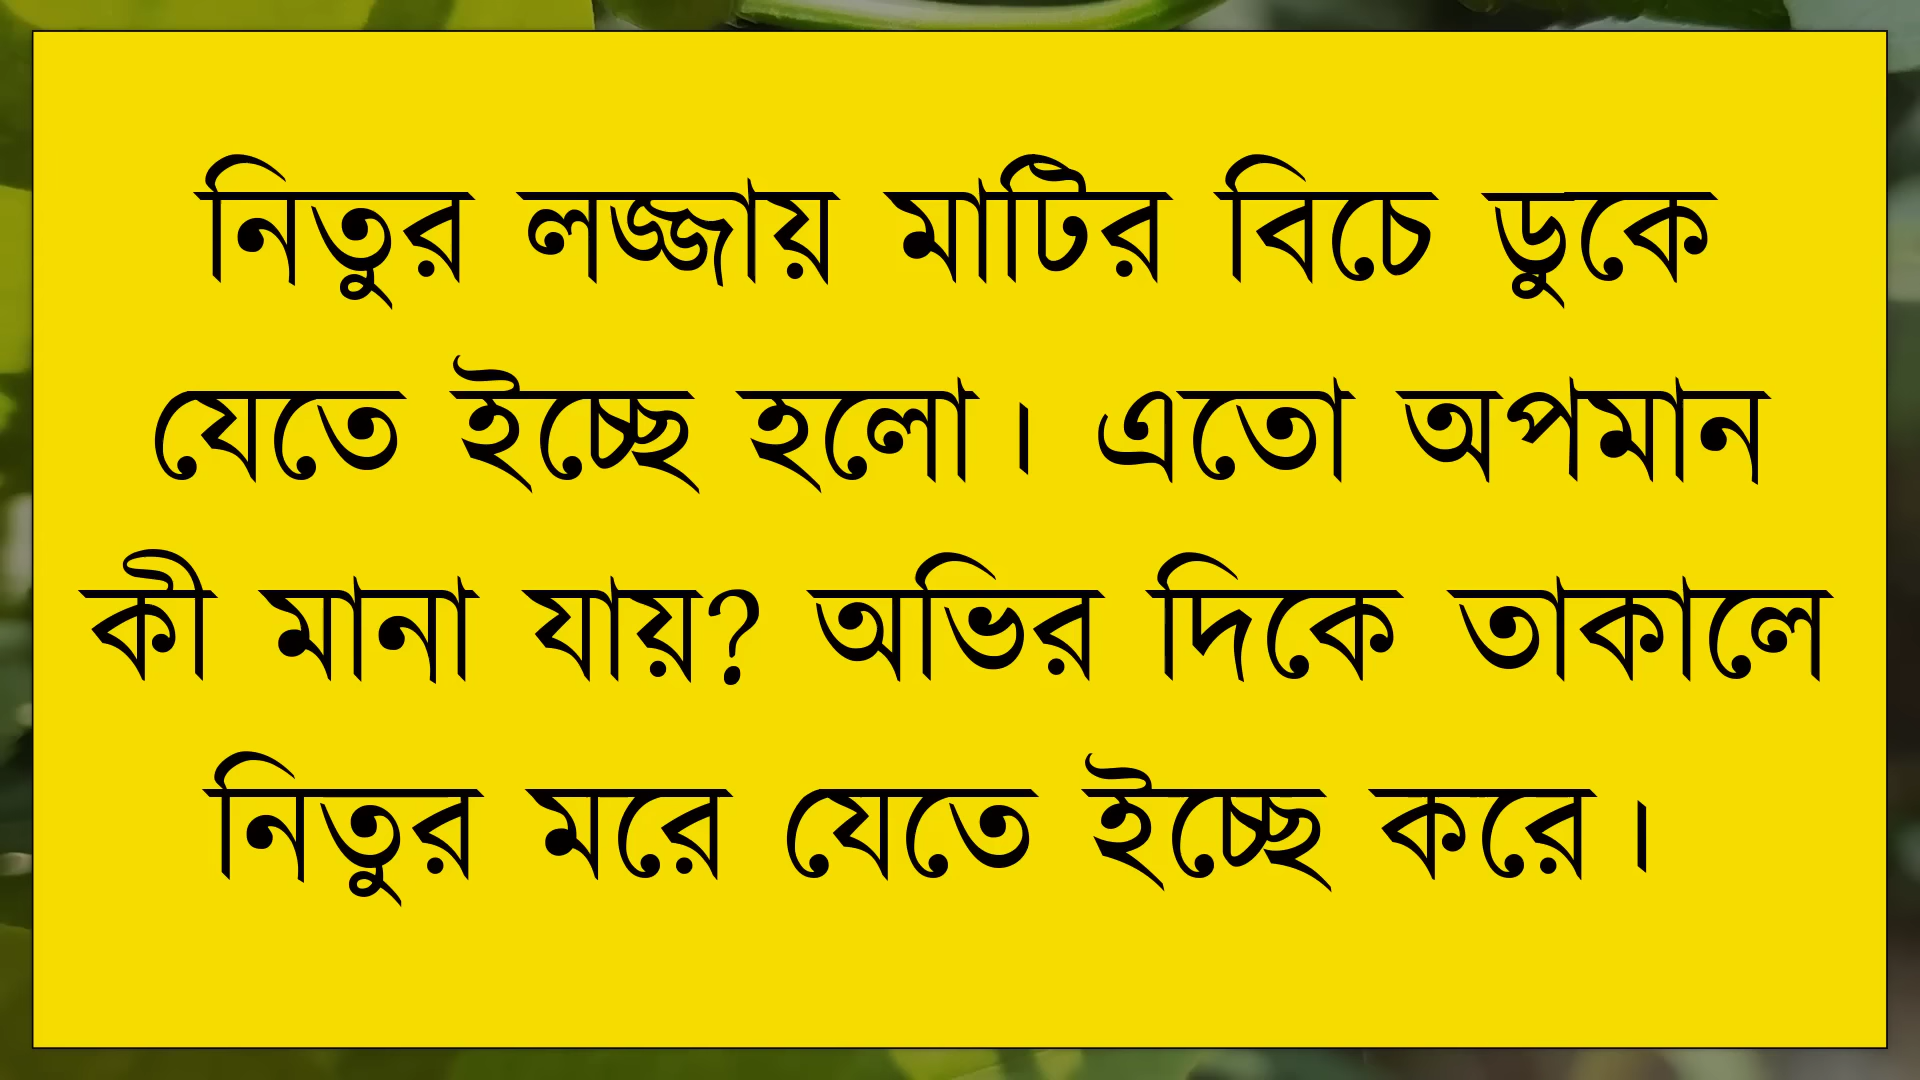 নিতুর লজ্জায় মাটির বিচে ডুকে
যেতে ইচ্ছে হলো। এতো অপমান
কী মানা যায়? অভির দিকে তাকালে
নিতুর মরে যেতে ইচ্ছে করে।